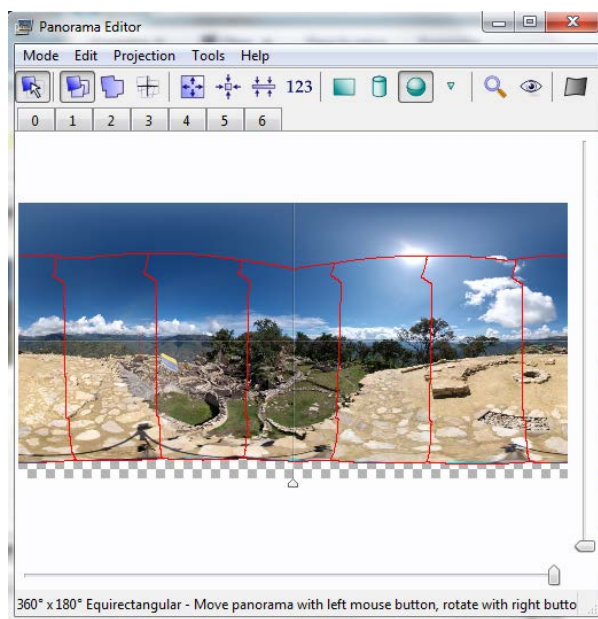 Panorama Editor
Mode Edit Projection Tools Help
123
0 1 2 3 4 5 6
360° x 180° Equirectangular - Move panorama with left mouse button, rotate with right butto